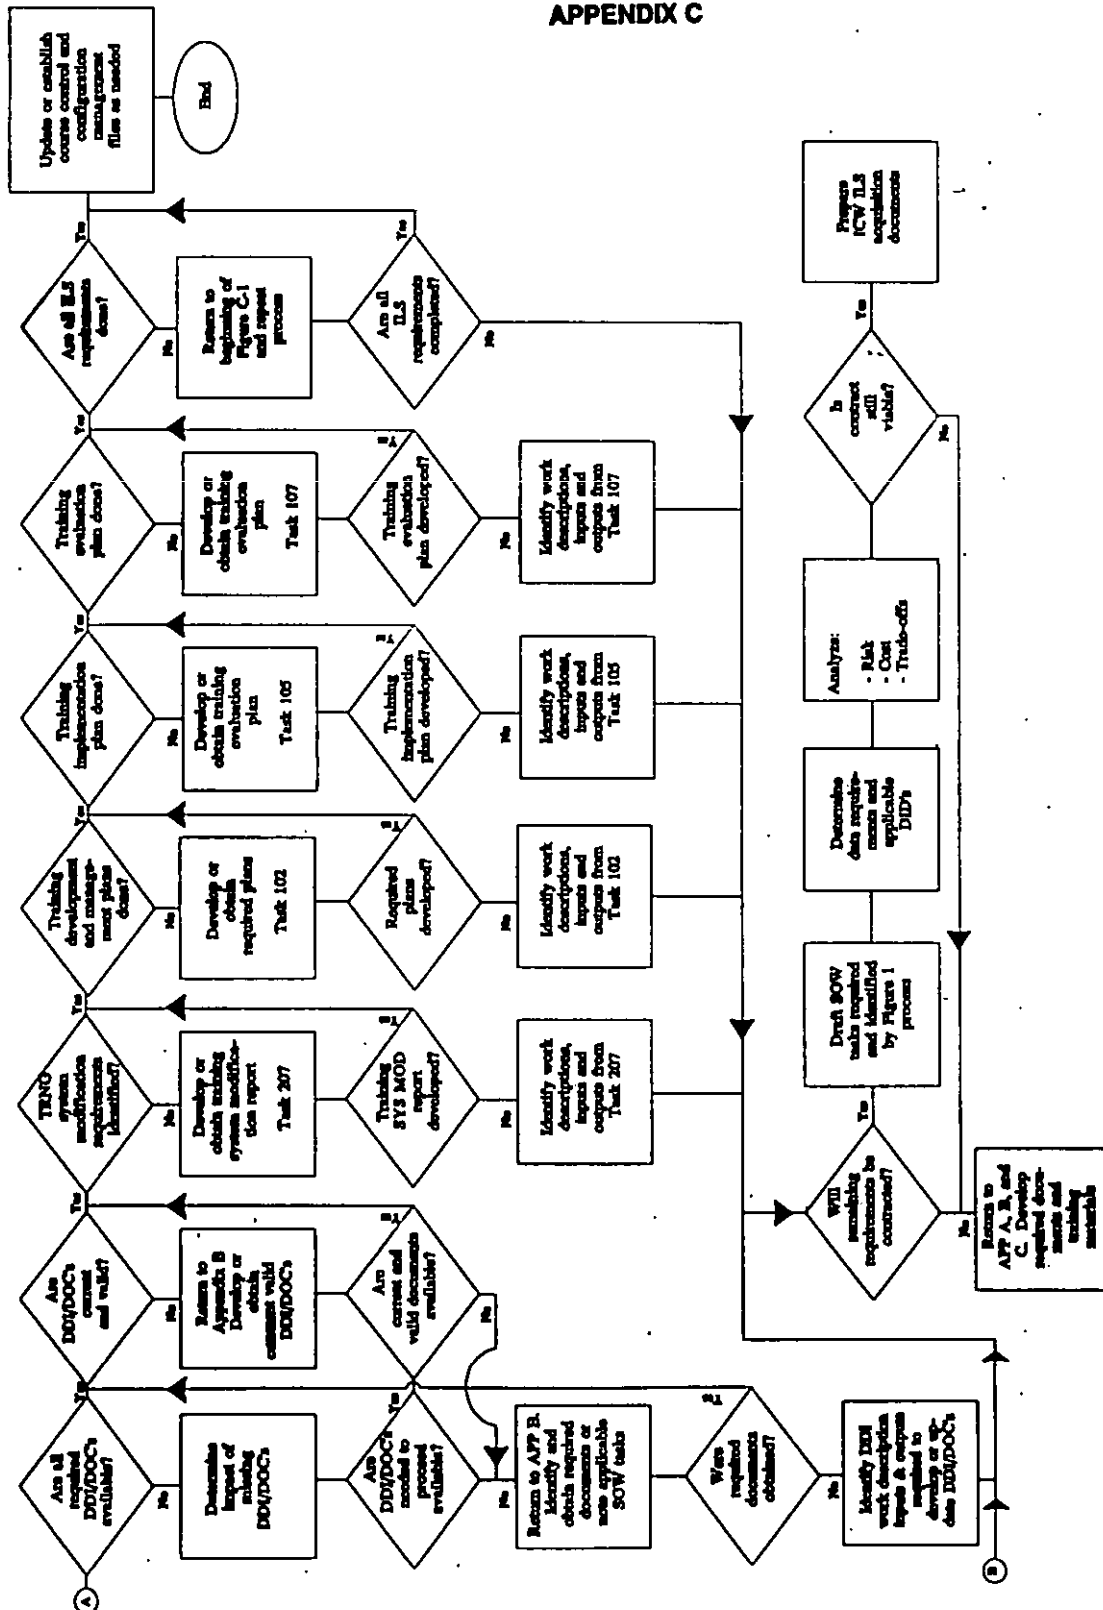 APPENDIX C
A
Are all
required
DDI/DOC's
available?
No
Yes
Determine
impact of
missing
DDI/DOC's
Are
DDI/DOC's
needed to
proceed
available?
Yes
No
Return to APP B.
Identify and
obtain required
documents or
note applicable
SOW tasks
Were
required
documents
obtained?
No
Identify DDI
work description
inputs & outputs
required to
develop or up-
date DDI/DOC's
B
Are
DDI/DOC's
current
and valid?
Yes
No
Return to
Appendix B
Develop or
obtain
current valid
DDI/DOC's
Are
current and
valid documents
available?
No
TRNG
system
modification
requirements
identified?
Yes
No
Develop or
obtain training
system modifica-
tion report
Task 207
Training
SYS MOD
report
developed?
No
Identify work
descriptions,
inputs and
outputs from
Task 207
Training
development
and manage-
ment plans
done?
Yes
No
Develop or
obtain
required plans
Task 102
Required
plans
developed?
No
Identify work
descriptions,
inputs and
outputs from
Task 102
Training
implementation
plan done?
Yes
No
Develop or
obtain training
evaluation
plan
Task 105
Training
implementation
plan developed?
No
Identify work
descriptions,
inputs and
outputs from
Task 105
Training
evaluation
plan done?
Yes
No
Develop or
obtain training
evaluation
plan
Task 107
Training
evaluation
plan developed?
No
Identify work
descriptions,
inputs and
outputs from
Task 107
Are all ILS
requirements
done?
Yes
No
Return to
beginning of
Figure C-1
and repeat
process
Are all
ILS
requirements
completed?
Yes
No
Update or establish
course control and
configuration
management
files as needed
End
Will
remaining
requirements be
contracted?
Yes
No
Return to
APP A, B, and
C. Develop
required docu-
ments and
training
materials
Draft SOW
tasks required
and identified
by Figure 1
process
Determine
data require-
ments and
applicable
DID's
Analyze:
- Risk
- Cost
- Trade-offs
Is
contract
still
viable?
Yes
No
Prepare
ICW ILS
acquisition
documents